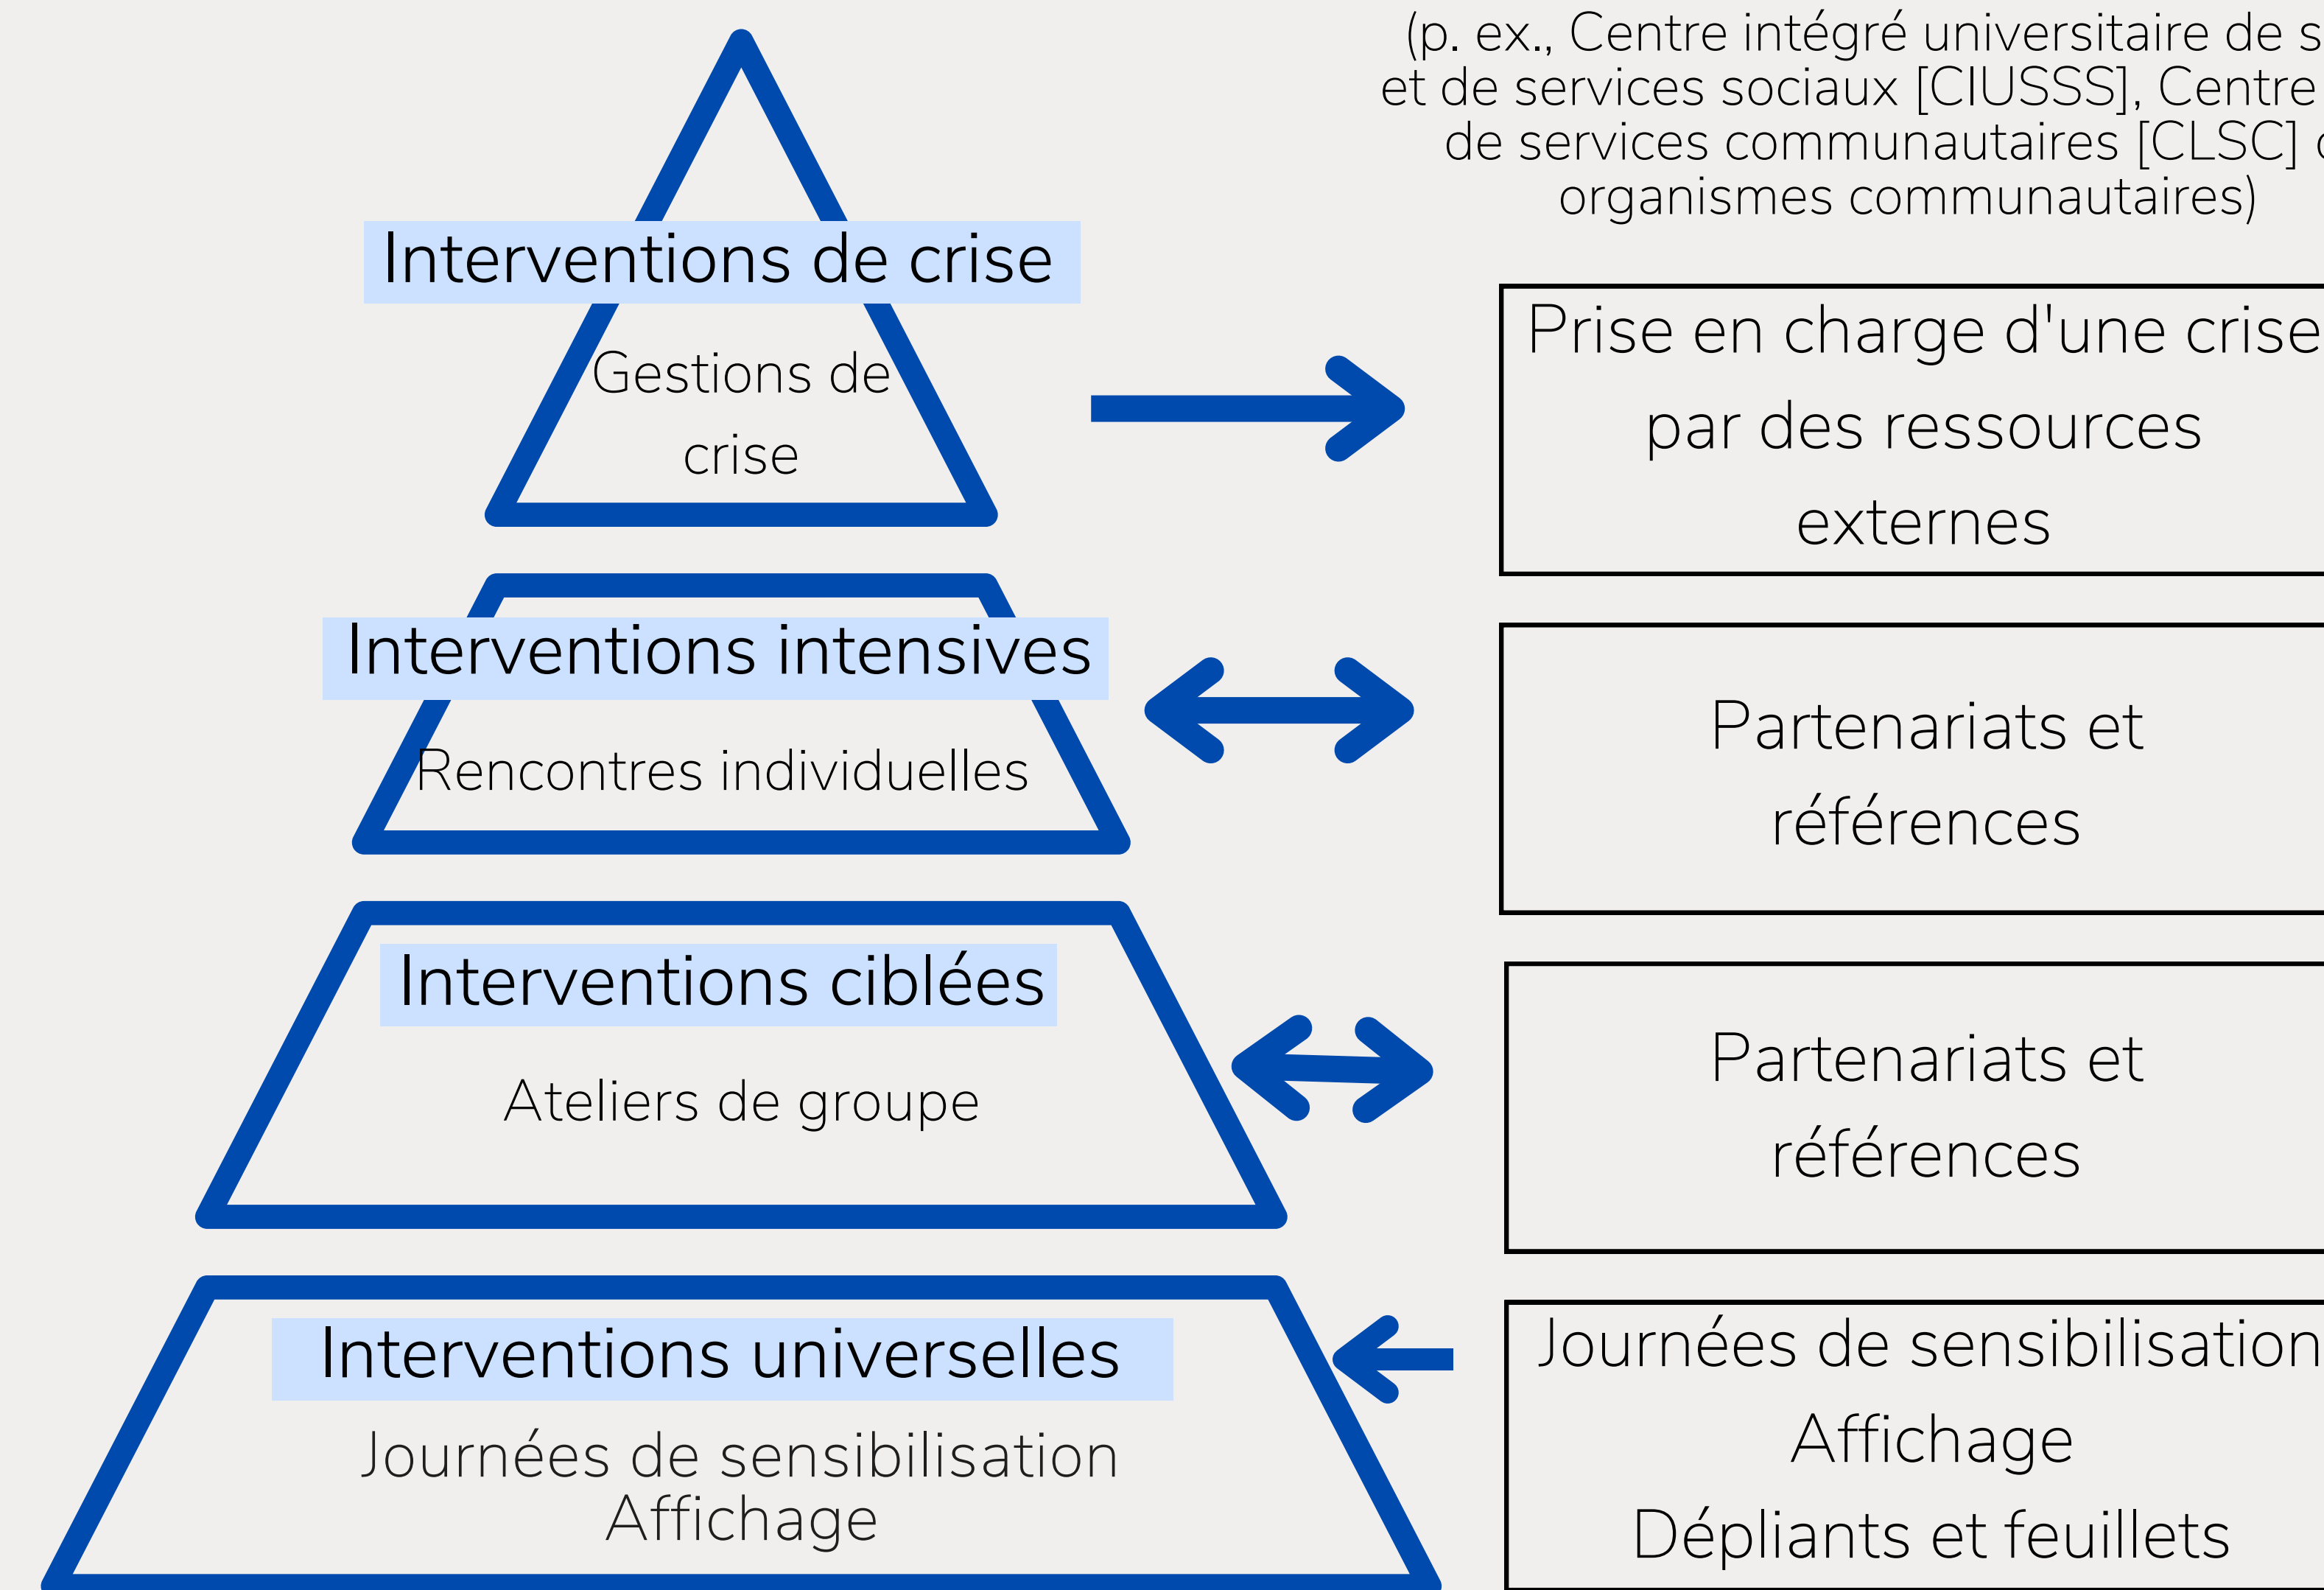 (p. ex., Centre intégré universitaire de
et de services sociaux [CIUSSS], Centre
de services communautaires [CLSC]
organismes communautaires)
Interventions de crise
Gestions de
crise
Prise en charge d'une crise
par des ressources
externes
Interventions intensives
Rencontres individuelles
Partenariats et
références
Interventions ciblées
Ateliers de groupe
Partenariats et
références
Interventions universelles
Journées de sensibilisation
Affichage
Journées de sensibilisation
Affichage
Dépliants et feuillets